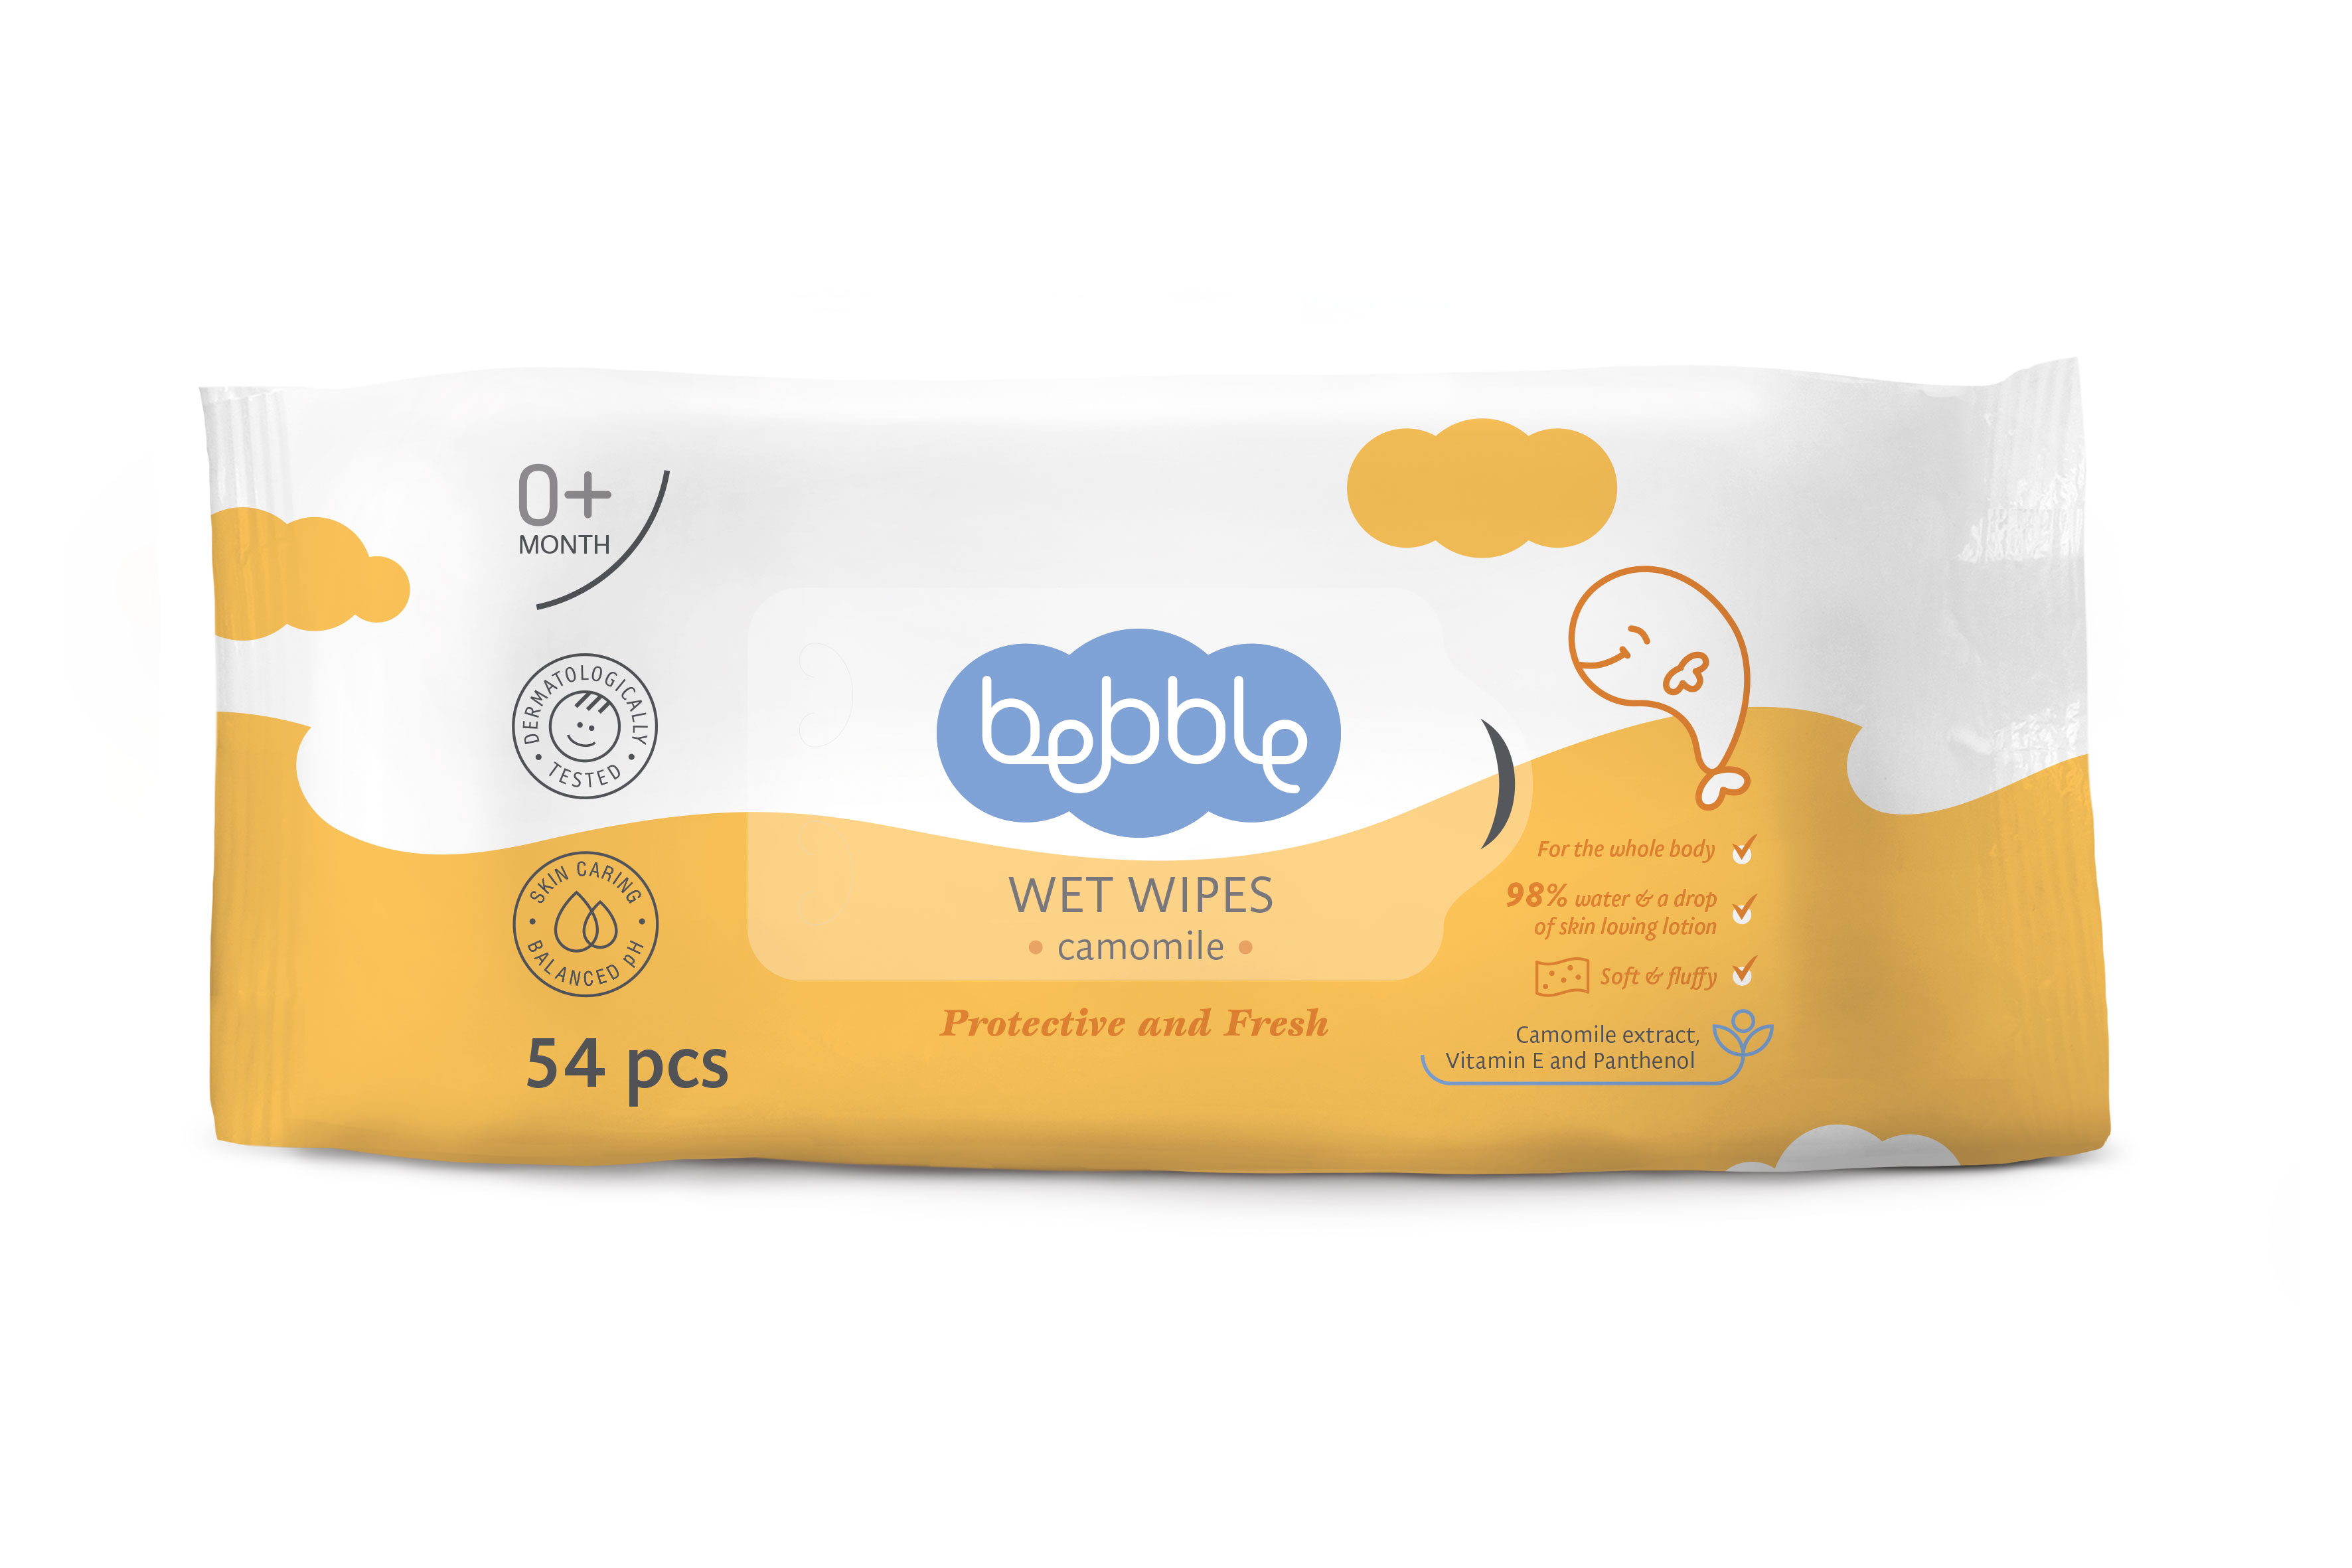 0+
MONTH
DERMATOLOGICALLY
TESTED
SKIN CARING
BALANCED pH
54 pcs
bebble
WET WIPES
camomile
Protective and Fresh
For the whole body
98% water & a drop
of skin loving lotion
Soft & fluffy
Camomile extract,
Vitamin E and Panthenol